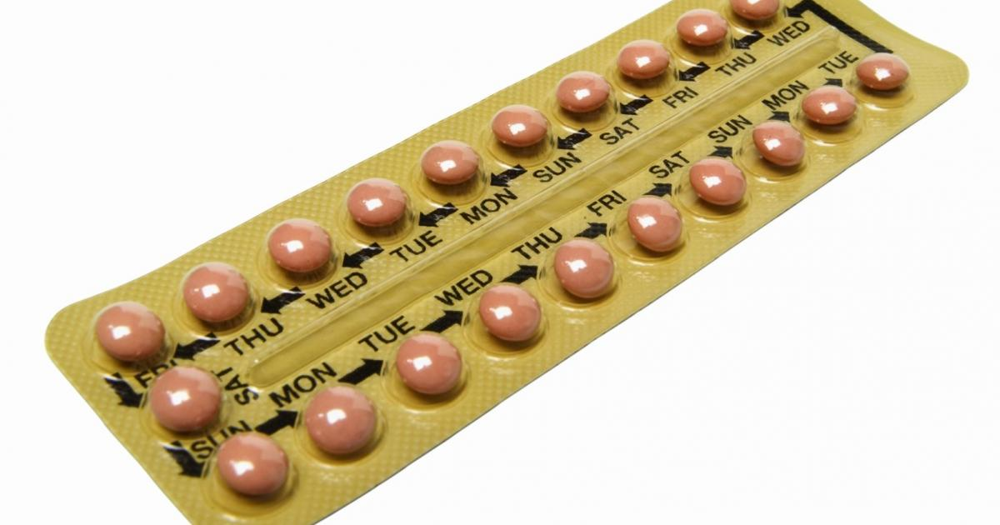 WED
THU
FRI
SAT
SUN
MON
TUE
WED
THU
FRI
SAT
SUN
MON
TUE
WED
THU
FRI
SAT
SUN
MON
TUE